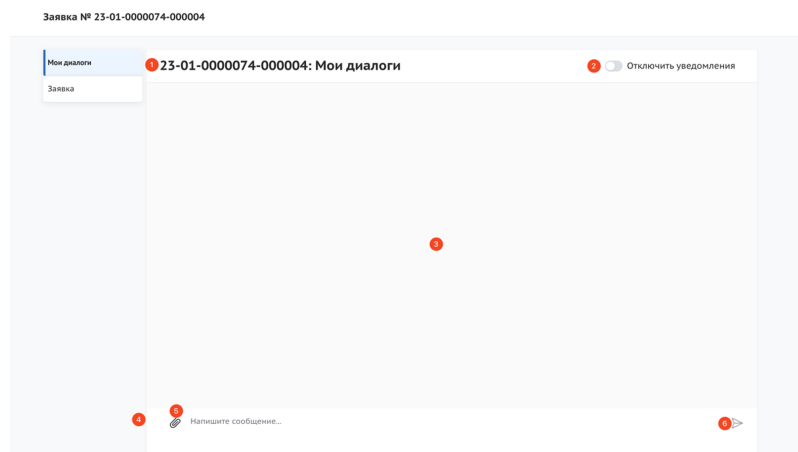 Заявка № 23-01-0000074-000004
Мои диалоги
Заявка
1 23-01-0000074-000004: Мои диалоги
2 Отключить уведомления
3
4
5
Напишите сообщение...
6